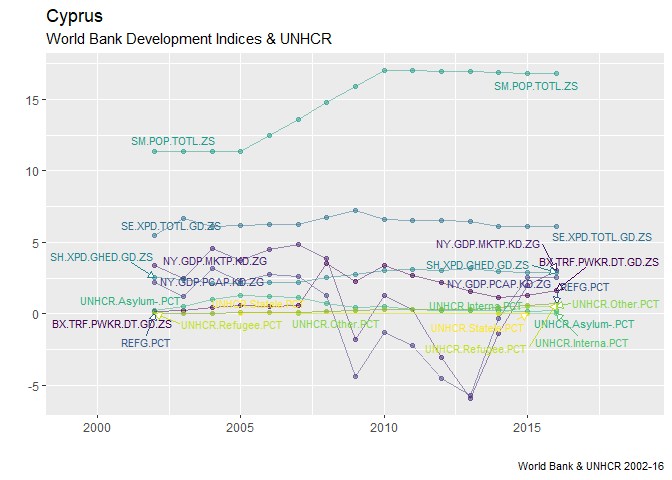 Cyprus
World Bank Development Indices & UNHCR
15
10
5
0
-5
SM.POP.TOTL.ZS
SM.POP.TOTL.ZS
SE.XPD.TOTL.GD.ZS
SE.XPD.TOTL.GD.ZS
NY.GDP.MKTP.KD.ZG
SH.XPD.GHED.GD.ZS
NY.GDP.MKTP.KD.ZG
SH.XPD.GHED.GD.ZS
BX.TRF.PWKR.DT.GD.ZS
NY.GDP.PCAP.KD.ZG
NY.GDP.PCAP.KD.ZG
REFG.PCT
UNHCR.Asylum-.PCT
UNHCR.Interna.PCT
UNHCR.Other.PCT
BX.TRF.PWKR.DT.GD.ZS
UNHCR.Refugee.PCT
UNHCR.Other.PCT
UNHCR.Statele.PCT
UNHCR.Asylum-.PCT
REFG.PCT
UNHCR.Refugee.PCT
UNHCR.Interna.PCT
2000
2005
2010
2015
World Bank & UNHCR 2002-16